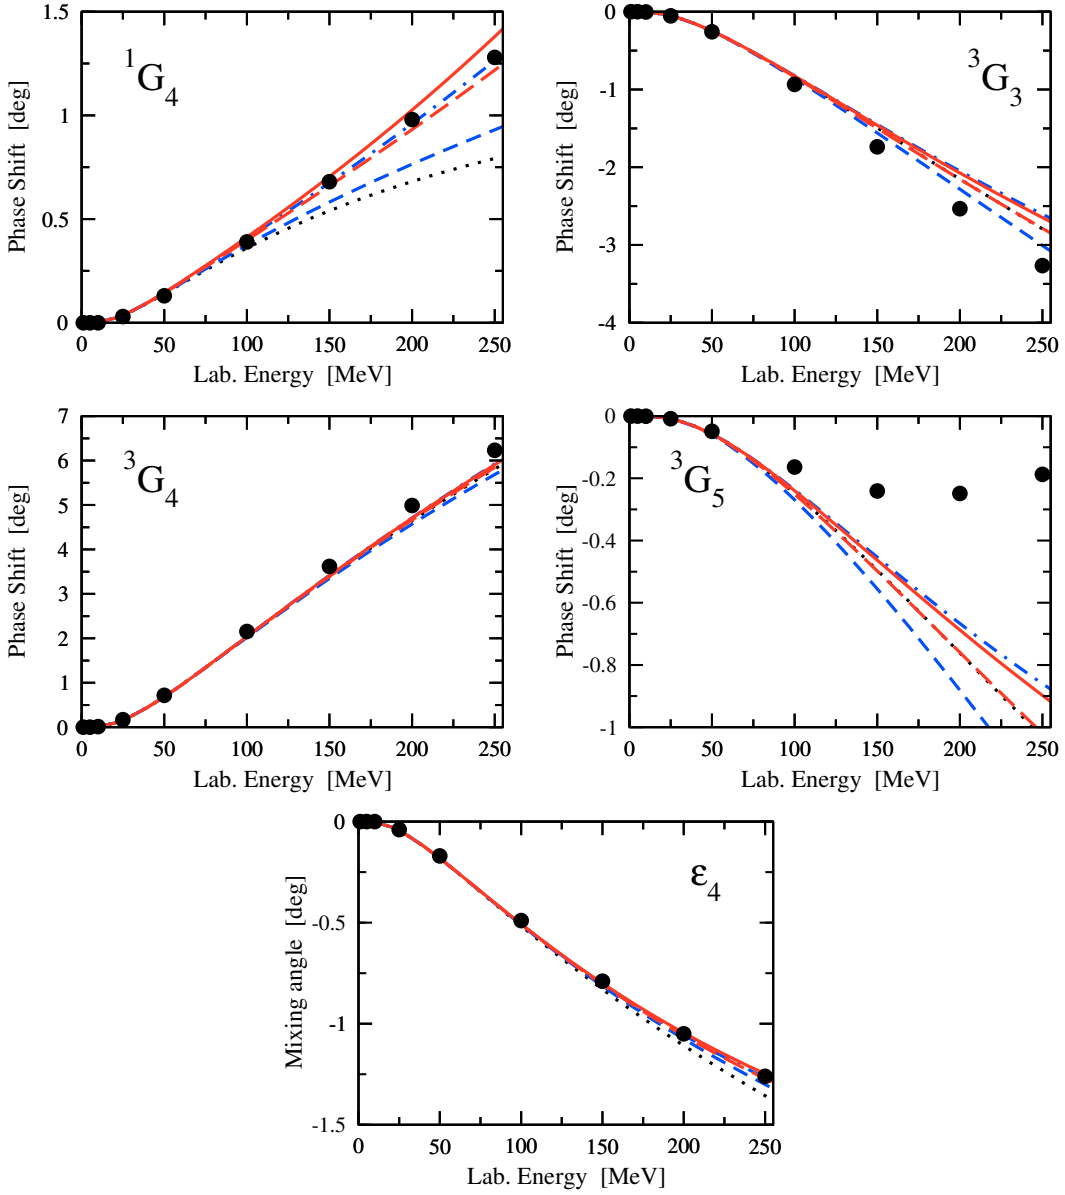 1.5
1
0.5
0
0 50 100 150 200 250
Phase Shift [deg]
Lab. Energy [MeV]
¹G₄
0
-1
-2
-3
-4
0 50 100 150 200 250
Phase Shift [deg]
Lab. Energy [MeV]
³G₃
7
6
5
4
3
2
1
0
0 50 100 150 200 250
Phase Shift [deg]
Lab. Energy [MeV]
³G₄
0
-0.2
-0.4
-0.6
-0.8
-1
0 50 100 150 200 250
Phase Shift [deg]
Lab. Energy [MeV]
³G₅
0
-0.5
-1
-1.5
0 50 100 150 200 250
Mixing angle [deg]
Lab. Energy [MeV]
ε₄